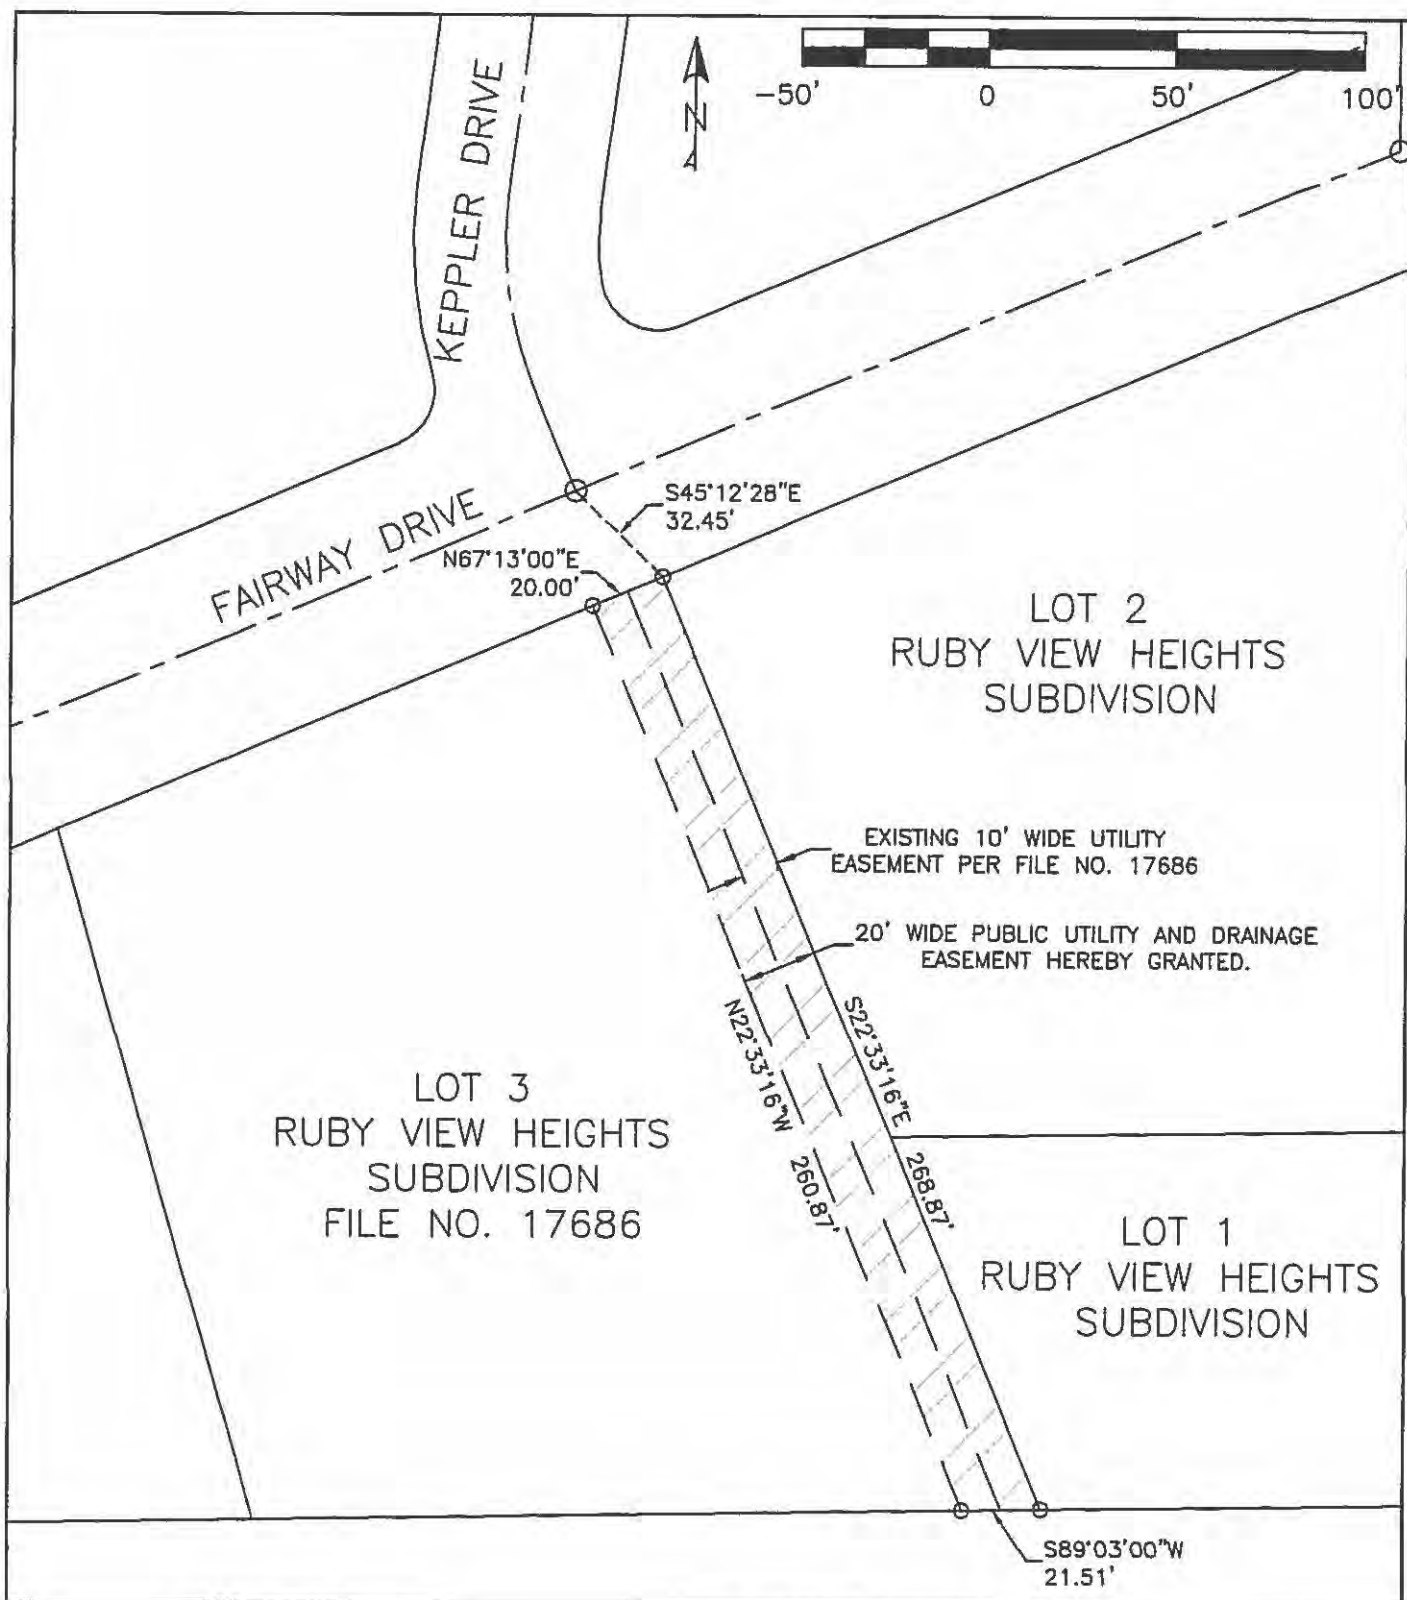 -50' 0 50' 100'
N
KEPPLER DRIVE
FAIRWAY DRIVE
S45°12'28"E
32.45'
N67°13'00"E
20.00'
LOT 2
RUBY VIEW HEIGHTS
SUBDIVISION
EXISTING 10' WIDE UTILITY
EASEMENT PER FILE NO. 17686
20' WIDE PUBLIC UTILITY AND DRAINAGE
EASEMENT HEREBY GRANTED.
N22°33'16"W 260.87'
S22°33'16"E 268.87'
LOT 3
RUBY VIEW HEIGHTS
SUBDIVISION
FILE NO. 17686
LOT 1
RUBY VIEW HEIGHTS
SUBDIVISION
S89°03'00"W
21.51'